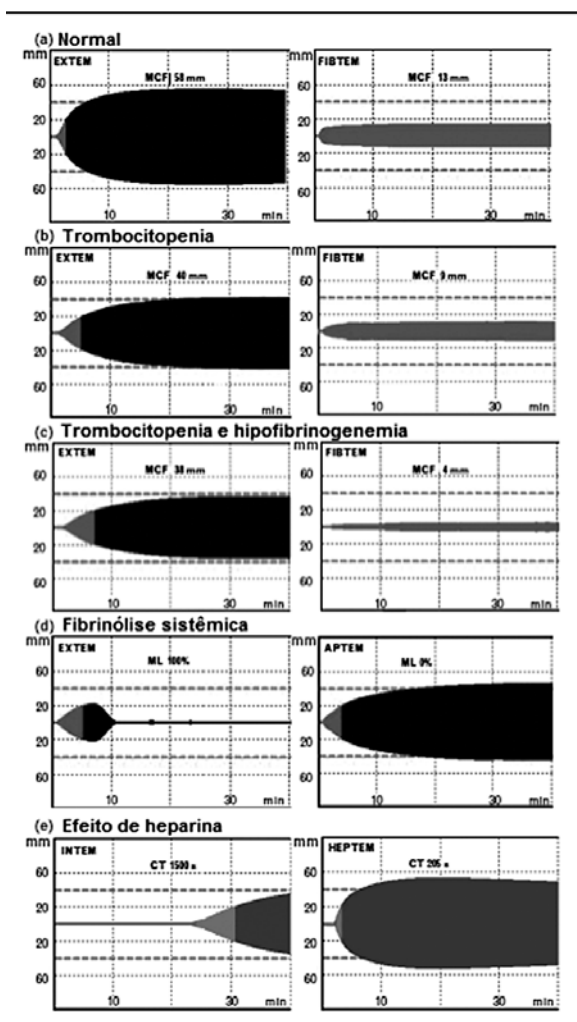 (a) Normal
mm EXTEM MCF 58 mm mm FIBTEM MCF 13 mm
60 60
20 20
20 20
60 60
10 30 min 10 30 min
(b) Trombocitopenia
mm EXTEM MCF 40 mm mm FIBTEM MCF 9 mm
60 60
20 20
20 20
60 60
10 30 min 10 30 min
(c) Trombocitopenia e hipofibrinogenemia
mm EXTEM MCF 38 mm mm FIBTEM MCF 4 mm
60 60
20 20
20 20
60 60
10 30 min 10 30 min
(d) Fibrinólise sistêmica
mm EXTEM ML 100% mm APTEM ML 0%
60 60
20 20
20 20
60 60
10 30 min 10 30 min
(e) Efeito de heparina
mm INTEM CT 1500 s mm HEPTEM CT 205 s
60 60
20 20
20 20
60 60
10 30 min 10 30 min